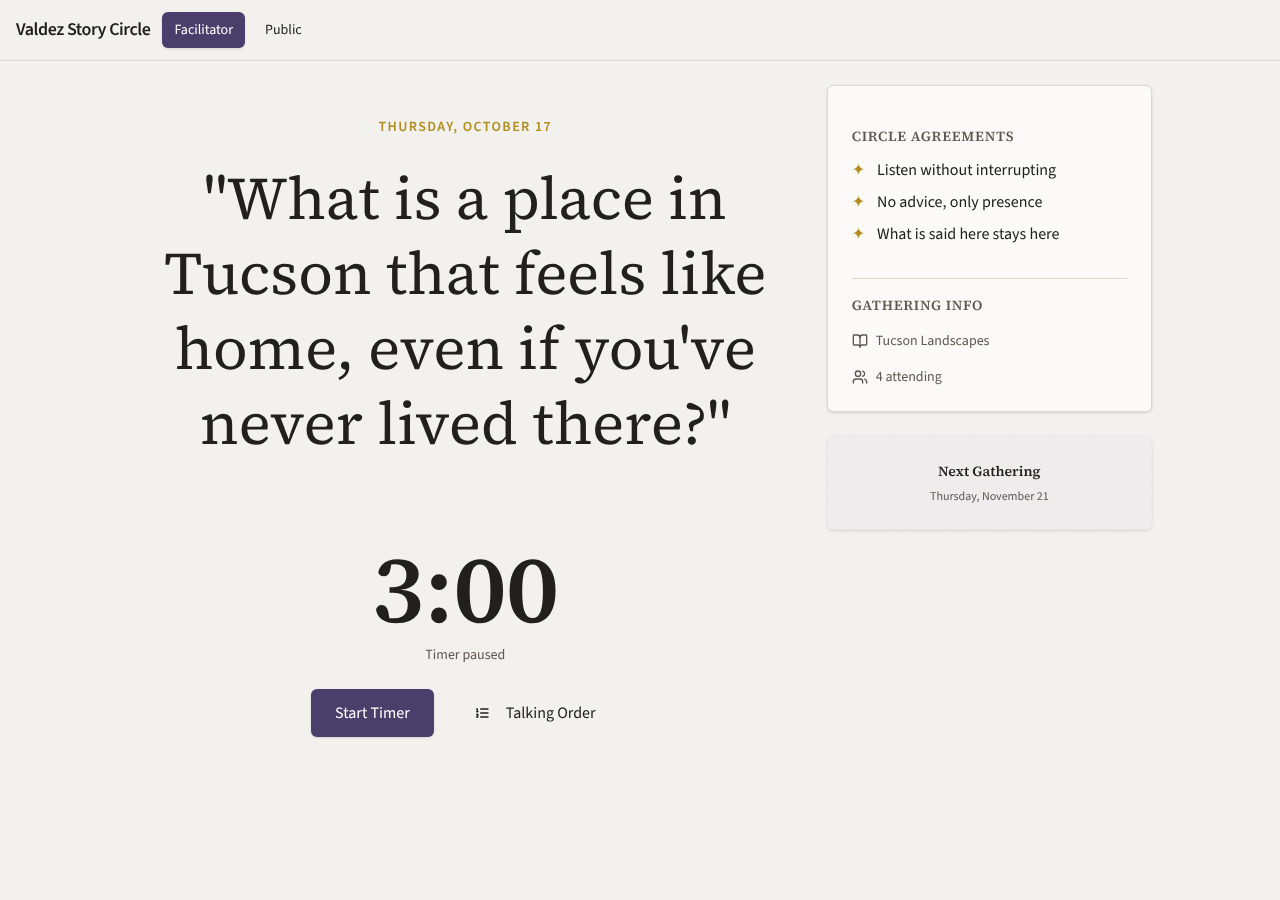 Valdez Story Circle
Facilitator
Public
THURSDAY, OCTOBER 17
"What is a place in
Tucson that feels like
home, even if you've
never lived there?"
3:00
Timer paused
Start Timer
Talking Order
CIRCLE AGREEMENTS
✦ Listen without interrupting
✦ No advice, only presence
✦ What is said here stays here
GATHERING INFO
Tucson Landscapes
4 attending
Next Gathering
Thursday, November 21